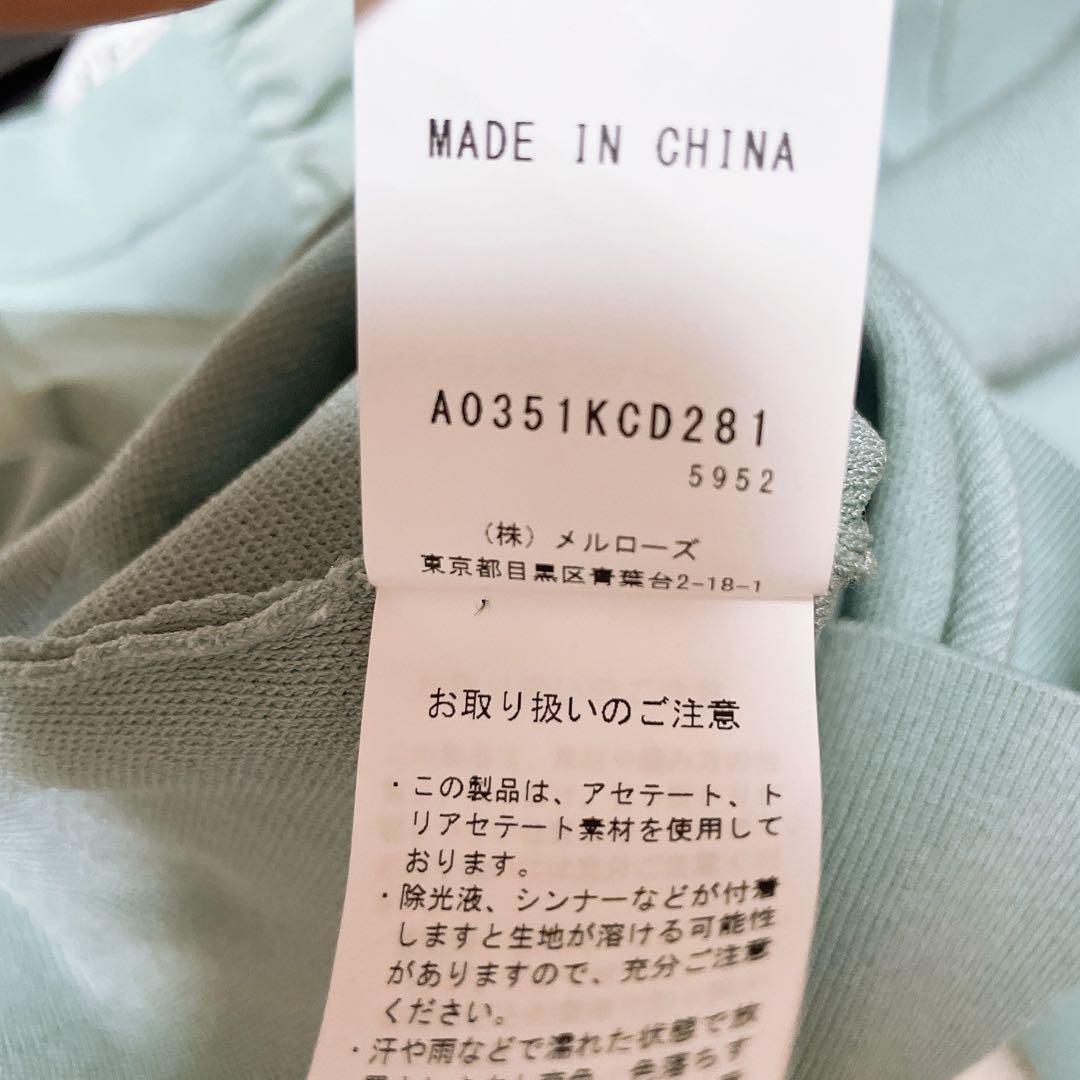 MADE IN CHINA
A0351KCD281
5952
(株)メルローズ
東京都目黒区青葉台2-18-1
お取り扱いのご注意
・この製品は、アセテート、ト
リアセテート素材を使用して
おります。
・除光液、シンナーなどが付着
しますと生地が溶ける可能性
がありますので、充分ご注意
ください。
・汗や雨などで濡れた状態で放
色落ちす